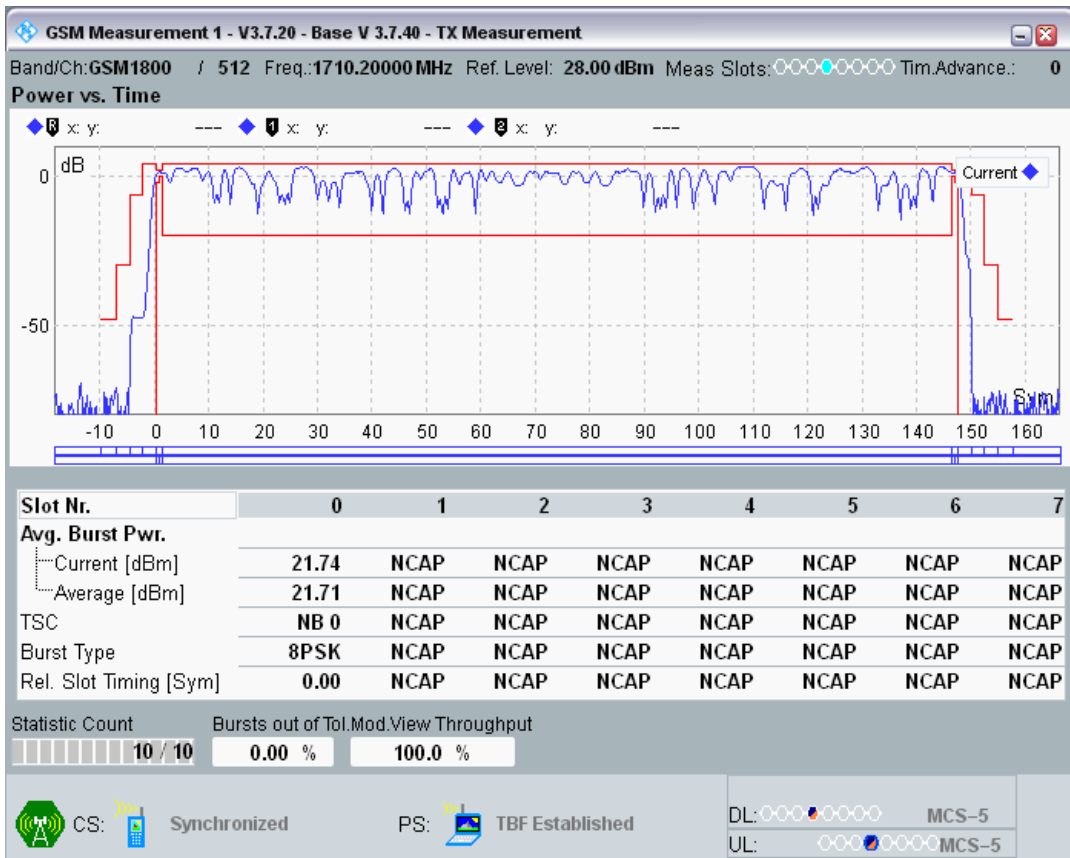 GSM Measurement 1 - V3.7.20 - Base V 3.7.40 - TX Measurement
Band/Ch:GSM1800 / 512 Freq.:1710.20000 MHz Ref. Level: 28.00 dBm Meas Slots: Tim.Advance.: 0
Power vs. Time
R x: y: --- 1 x: y: --- 2 x: y: ---
dB
Current
0
-50
Sym
-10 0 10 20 30 40 50 60 70 80 90 100 110 120 130 140 150 160
Slot Nr. 0 1 2 3 4 5 6 7
Avg. Burst Pwr.
Current [dBm] 21.74 NCAP NCAP NCAP NCAP NCAP NCAP NCAP
Average [dBm] 21.71 NCAP NCAP NCAP NCAP NCAP NCAP NCAP
TSC NB 0 NCAP NCAP NCAP NCAP NCAP NCAP NCAP
Burst Type 8PSK NCAP NCAP NCAP NCAP NCAP NCAP NCAP
Rel. Slot Timing [Sym] 0.00 NCAP NCAP NCAP NCAP NCAP NCAP NCAP
Statistic Count Bursts out of Tol.Mod.View Throughput
10 / 10 0.00 % 100.0 %
CS: Synchronized PS: TBF Established
DL: MCS-5
UL: MCS-5